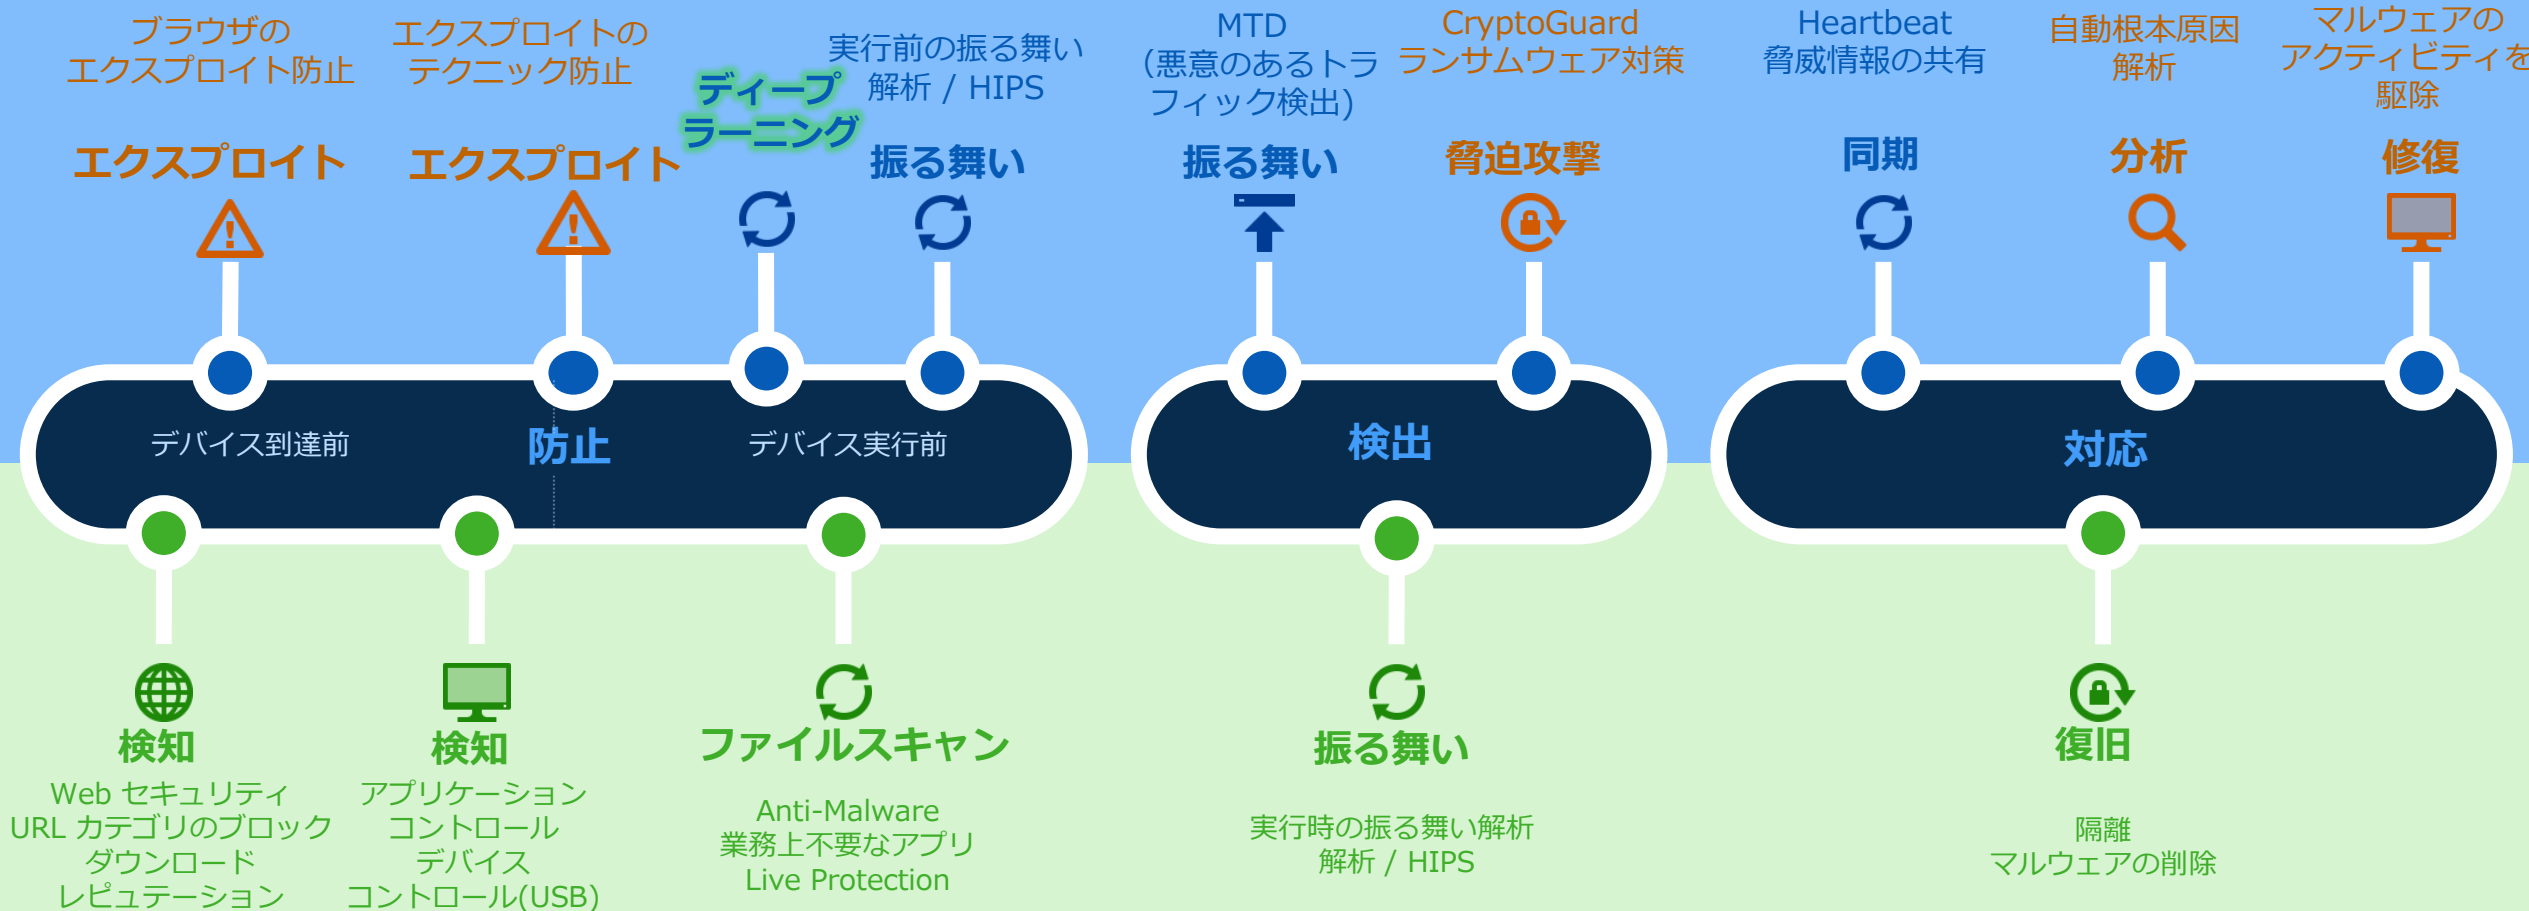 ブラウザの
エクスプロイト防止
エクスプロイト
エクスプロイトの
テクニック防止
エクスプロイト
ディープ
ラーニング
実行前の振る舞い
解析 / HIPS
振る舞い
MTD
（悪意のあるトラ
フィック検出)
振る舞い
CryptoGuard
ランサムウェア対策
脅迫攻撃
Heartbeat
脅威情報の共有
同期
自動根本原因
解析
分析
マルウェアの
アクティビティを
駆除
修復
デバイス到達前
防止
デバイス実行前
検出
対応
検知
Web セキュリティ
URL カテゴリのブロック
ダウンロード
レピュテーション
検知
アプリケーション
コントロール
デバイス
コントロール(USB)
ファイルスキャン
Anti-Malware
業務上不要なアプリ
Live Protection
振る舞い
実行時の振る舞い解析
解析 / HIPS
復旧
隔離
マルウェアの削除